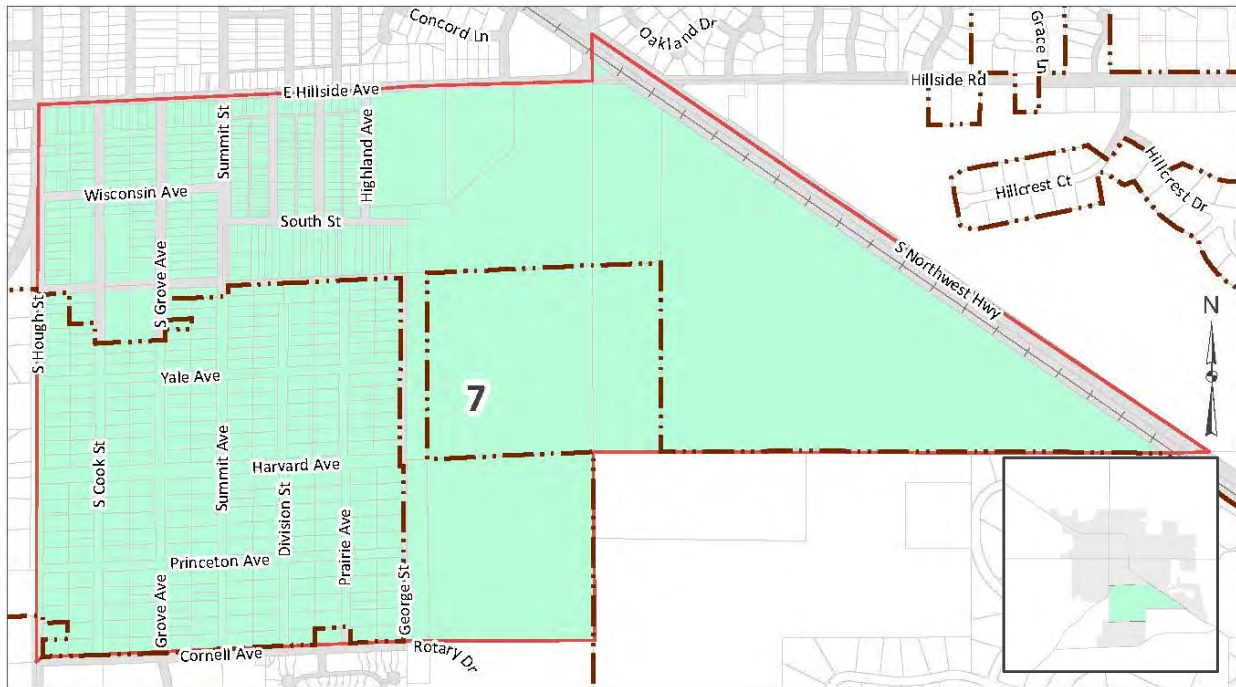 Concord Ln
Oakland Dr
Grace Ln
Hillside Rd
E Hillside Ave
Summit St
Highland Ave
Wisconsin Ave
South St
Hillcrest Ct
Hillcrest Dr
S Grove Ave
S Northwest Hwy
S Hough St
N
Yale Ave
7
S Cook St
Summit Ave
Harvard Ave
Division St
Prairie Ave
Princeton Ave
Grove Ave
George St
Cornell Ave
Rotary Dr